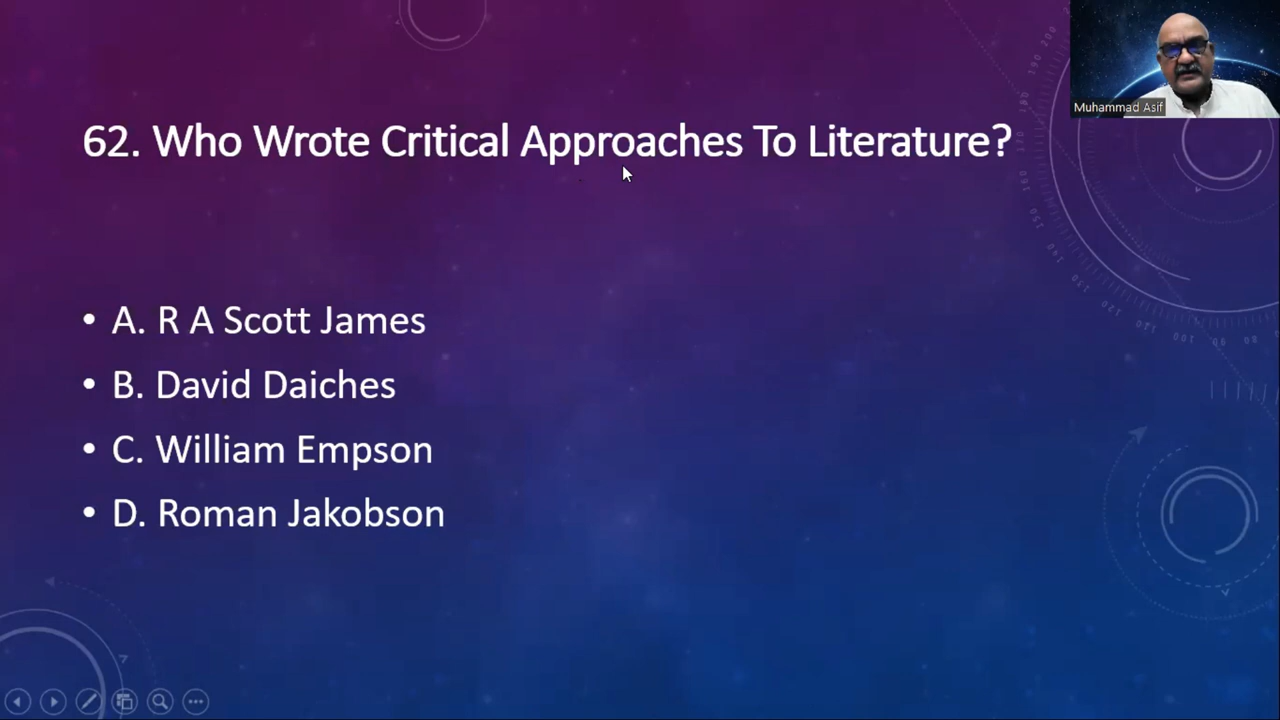 Muhammad Asif
62. Who Wrote Critical Approaches To Literature?
• A. R A Scott James
• B. David Daiches
• C. William Empson
• D. Roman Jakobson